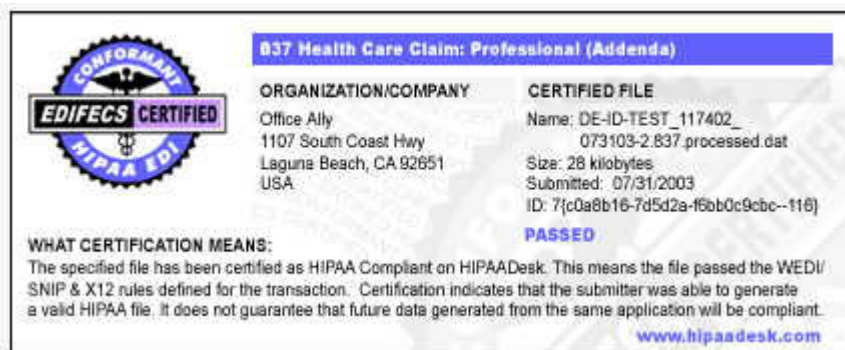 CONFORMANT
EDIFECS CERTIFIED
HIPAA EDI
837 Health Care Claim: Professional (Addenda)
ORGANIZATION/COMPANY
Office Ally
1107 South Coast Hwy
Laguna Beach, CA 92651
USA
CERTIFIED FILE
Name: DE-ID-TEST_117402_
073103-2.837.processed.dat
Size: 28 kilobytes
Submitted: 07/31/2003
ID: 7{c0a8b16-7d5d2a-f6bb0c9cbc--116}
PASSED
WHAT CERTIFICATION MEANS:
The specified file has been certified as HIPAA Compliant on HIPAADesk. This means the file passed the WEDI/
SNIP & X12 rules defined for the transaction. Certification indicates that the submitter was able to generate
a valid HIPAA file. It does not guarantee that future data generated from the same application will be compliant.
www.hipaadesk.com